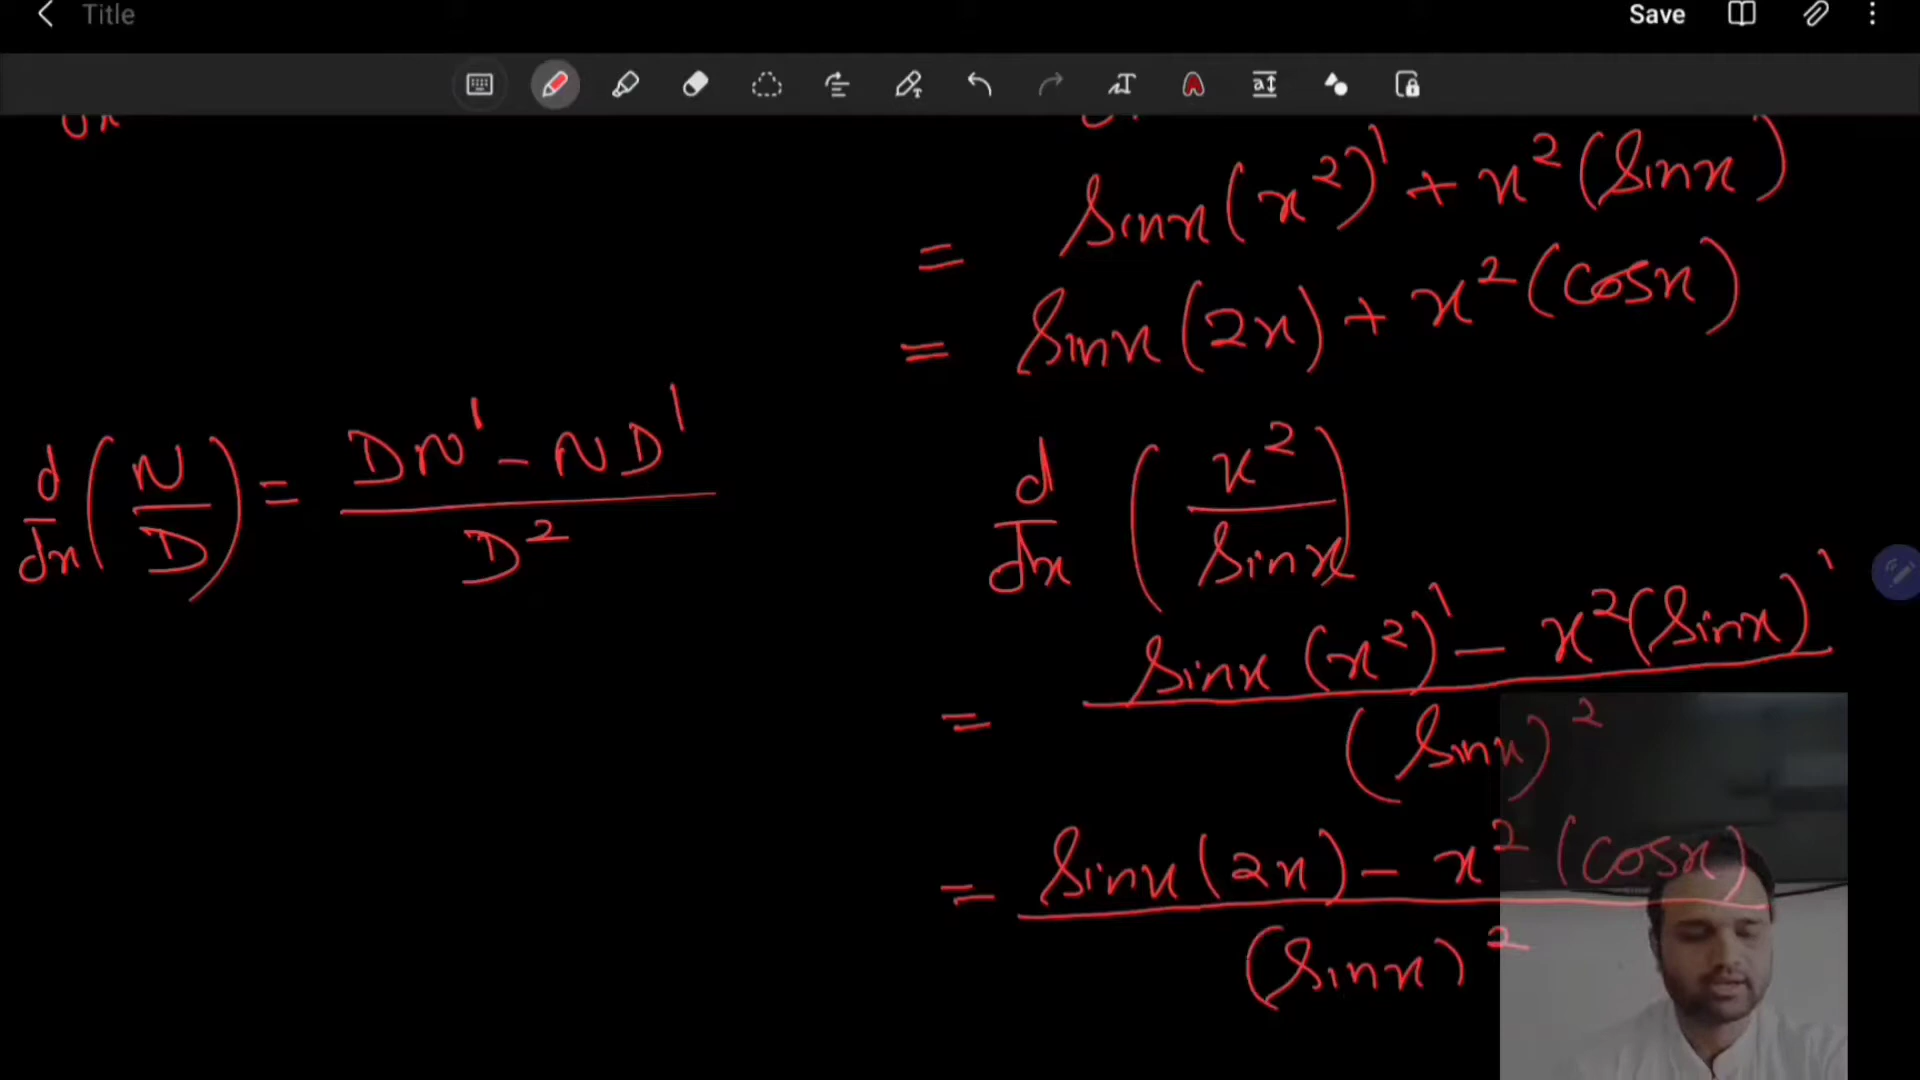 Title
Save
dx
sinx(x²)' + x²(sinx)
=
= sinx(2x) + x²(cosx)
d/dx (N/D) = (DN' - ND')/D²
d/dx (x²/sinx)
= (sinx(x²)' - x²(sinx)')/(sinx)²
= (sinx(2x) - x²(cosx))/(sinx)²